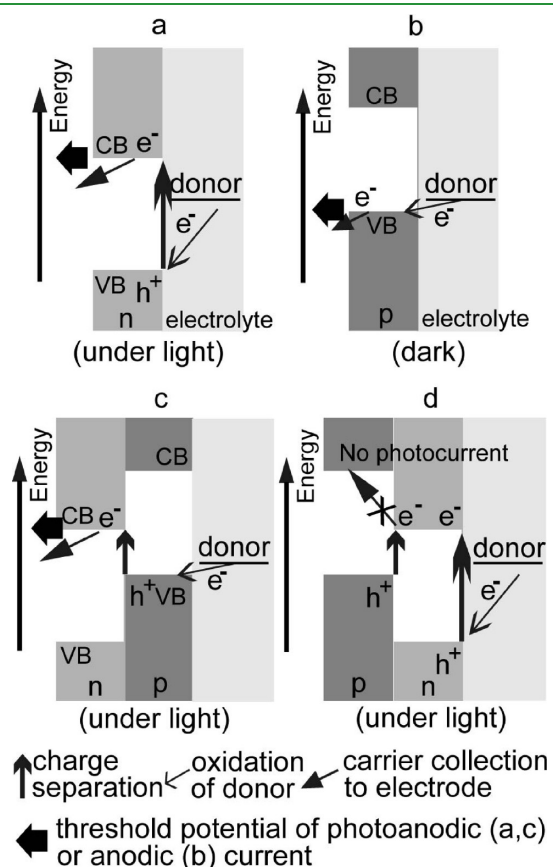 a
b
Energy
CB e-
donor
e-
VB h+
n
electrolyte
(under light)
Energy
CB
donor
e-
e-
VB
p
electrolyte
(dark)
c
d
Energy
CB
CB e-
donor
e-
h+ VB
VB
n
p
(under light)
Energy
No photocurrent
e- e-
donor
e-
h+
h+
p
n
(under light)
charge separation
oxidation of donor
carrier collection to electrode
threshold potential of photoanodic (a,c)
or anodic (b) current